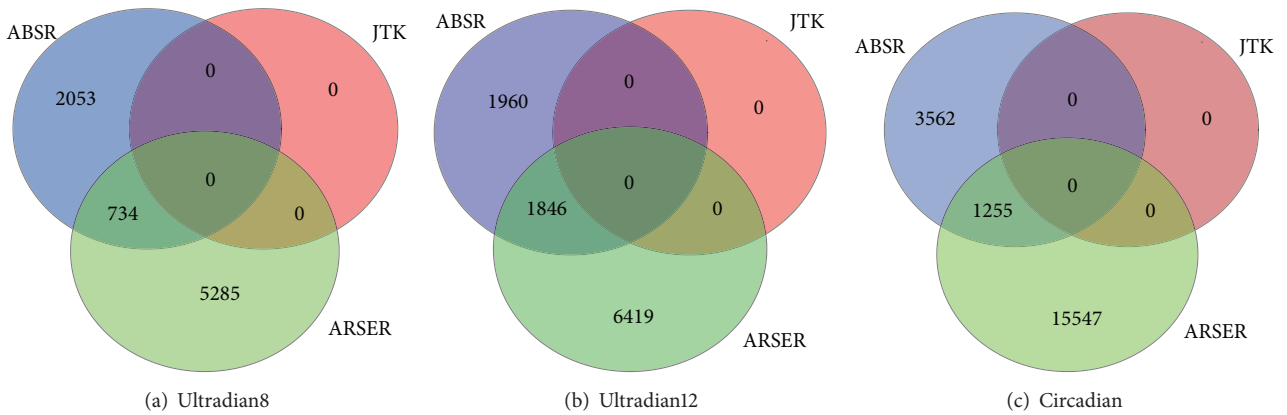 ABSR
JTK
0
0
2053
0
734
0
5285
ARSER
(a) Ultradian8
ABSR
JTK
0
0
1960
0
1846
0
6419
ARSER
(b) Ultradian12
ABSR
JTK
0
0
3562
0
1255
0
15547
ARSER
(c) Circadian